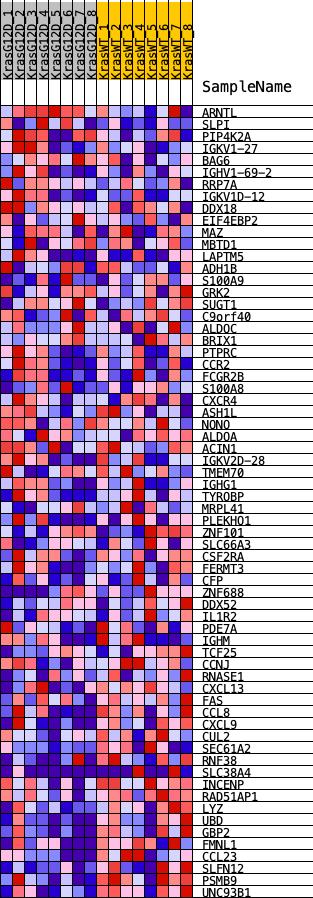 KrasG12D_1
KrasG12D_2
KrasG12D_3
KrasG12D_4
KrasG12D_5
KrasG12D_6
KrasG12D_7
KrasG12D_8
KrasWT_1
KrasWT_2
KrasWT_3
KrasWT_4
KrasWT_5
KrasWT_6
KrasWT_7
KrasWT_8
SampleName
ARNTL
SLPI
PIP4K2A
IGKV1-27
BAG6
IGHV1-69-2
RRP7A
IGKV1D-12
DDX18
EIF4EBP2
MAZ
MBTD1
LAPTM5
ADH1B
S100A9
GRK2
SUGT1
C9orf40
ALDOC
BRIX1
PTPRC
CCR2
FCGR2B
S100A8
CXCR4
ASH1L
NONO
ALDOA
ACIN1
IGKV2D-28
TMEM70
IGHG1
TYROBP
MRPL41
PLEKHO1
ZNF101
SLC66A3
CSF2RA
FERMT3
CFP
ZNF688
DDX52
IL1R2
PDE7A
IGHM
TCF25
CCNJ
RNASE1
CXCL13
FAS
CCL8
CXCL9
CUL2
SEC61A2
RNF38
SLC38A4
INCENP
RAD51AP1
LYZ
UBD
GBP2
FMNL1
CCL23
SLFN12
PSMB9
UNC93B1